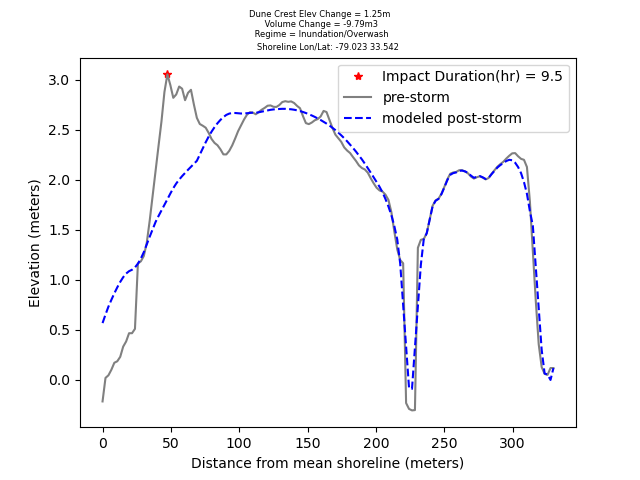 Dune Crest Elev Change = 1.25m
Volume Change = -9.79m3
Regime = Inundation/Overwash
Shoreline Lon/Lat: -79.023 33.542
Impact Duration(hr) = 9.5
pre-storm
modeled post-storm
Elevation (meters)
3.0
2.5
2.0
1.5
1.0
0.5
0.0
0 50 100 150 200 250 300
Distance from mean shoreline (meters)